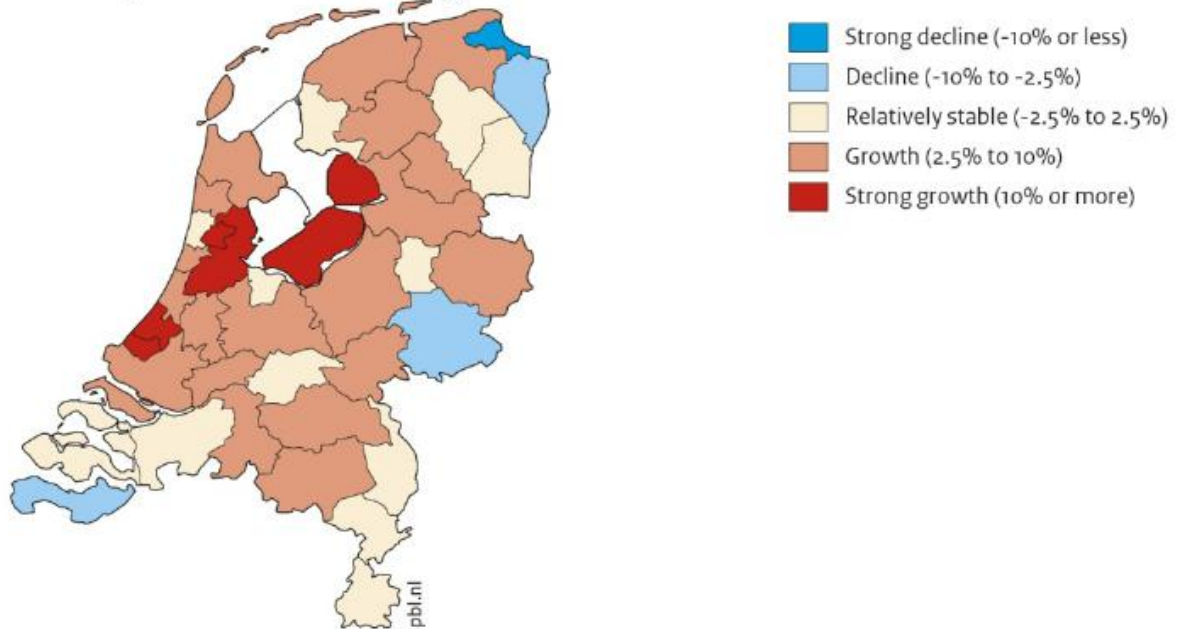 Strong decline (-10% or less)
Decline (-10% to -2.5%)
Relatively stable (-2.5% to 2.5%)
Growth (2.5% to 10%)
Strong growth (10% or more)
pbl.nl